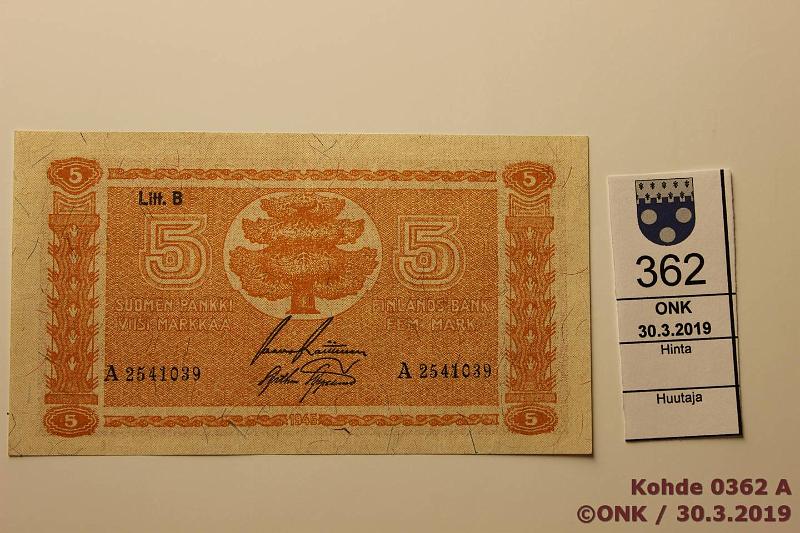 5 5
Litt. B
5 5
SUOMEN PANKKI FINLANDS BANK
VIISI MARKKAA FEM MARK
A 2541039 A 2541039
5 1945 5
362
ONK
30.3.2019
Hinta
Huutaja
Kohde 0362 A
©ONK / 30.3.2019